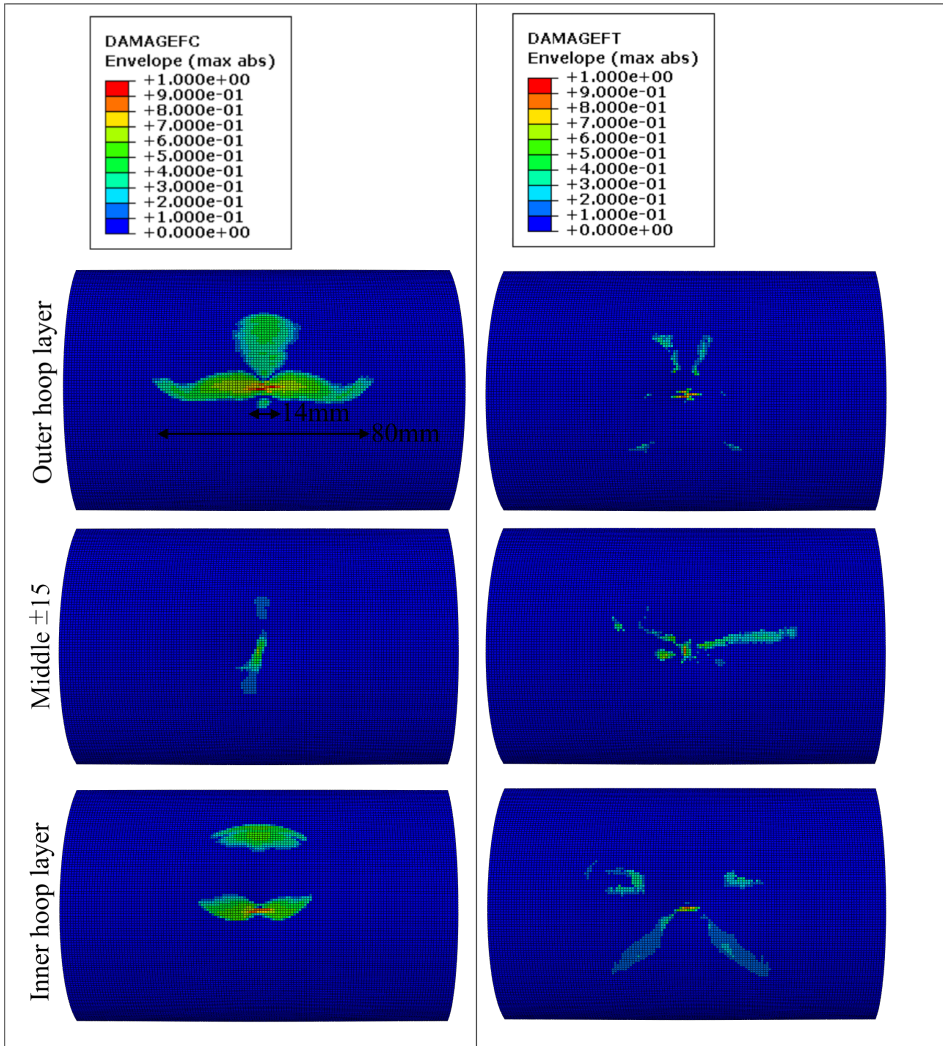 DAMAGEFC
Envelope (max abs)
+1.000e+00
+9.000e-01
+8.000e-01
+7.000e-01
+6.000e-01
+5.000e-01
+4.000e-01
+3.000e-01
+2.000e-01
+1.000e-01
+0.000e+00
DAMAGEFT
Envelope (max abs)
+1.000e+00
+9.000e-01
+8.000e-01
+7.000e-01
+6.000e-01
+5.000e-01
+4.000e-01
+3.000e-01
+2.000e-01
+1.000e-01
+0.000e+00
Outer hoop layer
14mm
80mm
Middle ±15
Inner hoop layer